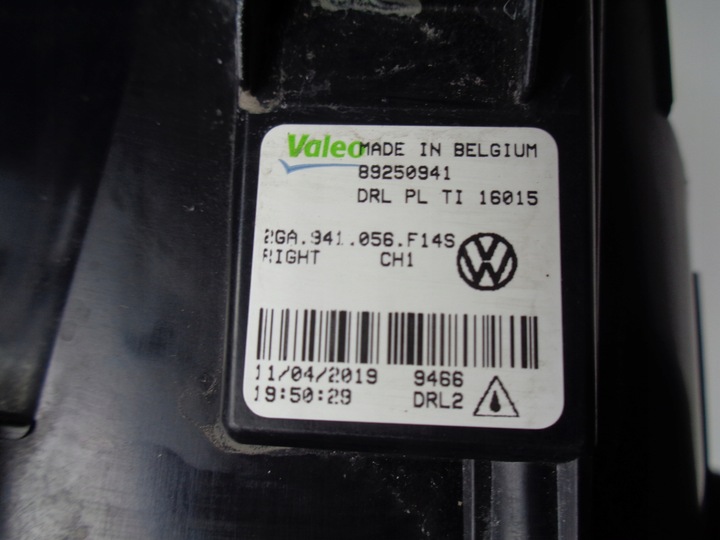 Valeo MADE IN BELGIUM
89250941
DRL PL TI 16015
2GA.941.056.F14S
RIGHT CH1
11/04/2019 9466
19:50:29 DRL2